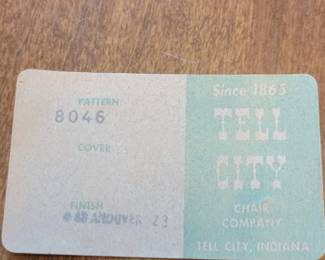 PATTERN
8046
COVER
FINISH
#48 ANDOVER 23
Since 1865
TELL
CITY
CHAIR
COMPANY
TELL CITY, INDIANA